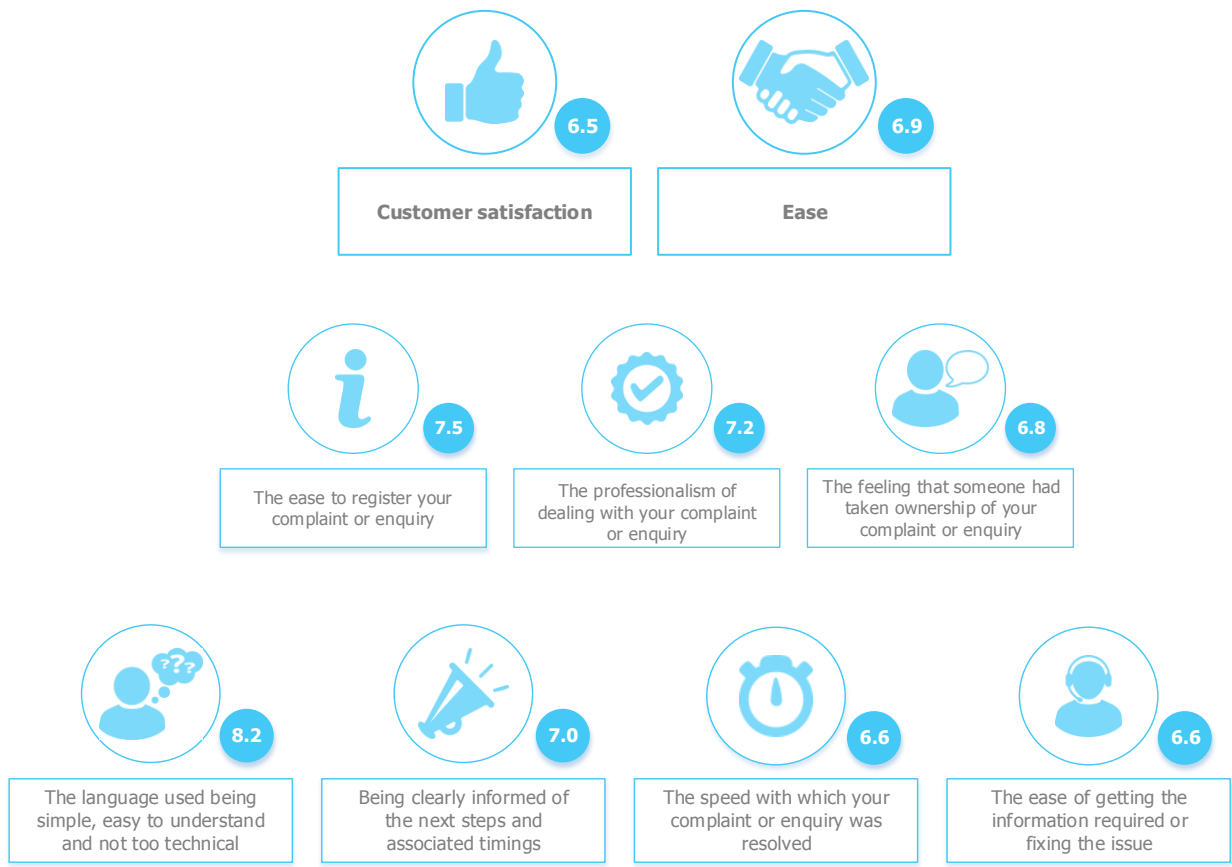 6.5
6.9
Customer satisfaction
Ease
7.5
7.2
6.8
The ease to register your
complaint or enquiry
The professionalism of
dealing with your complaint
or enquiry
The feeling that someone had
taken ownership of your
complaint or enquiry
???
8.2
7.0
6.6
6.6
The language used being
simple, easy to understand
and not too technical
Being clearly informed of
the next steps and
associated timings
The speed with which your
complaint or enquiry was
resolved
The ease of getting the
information required or
fixing the issue